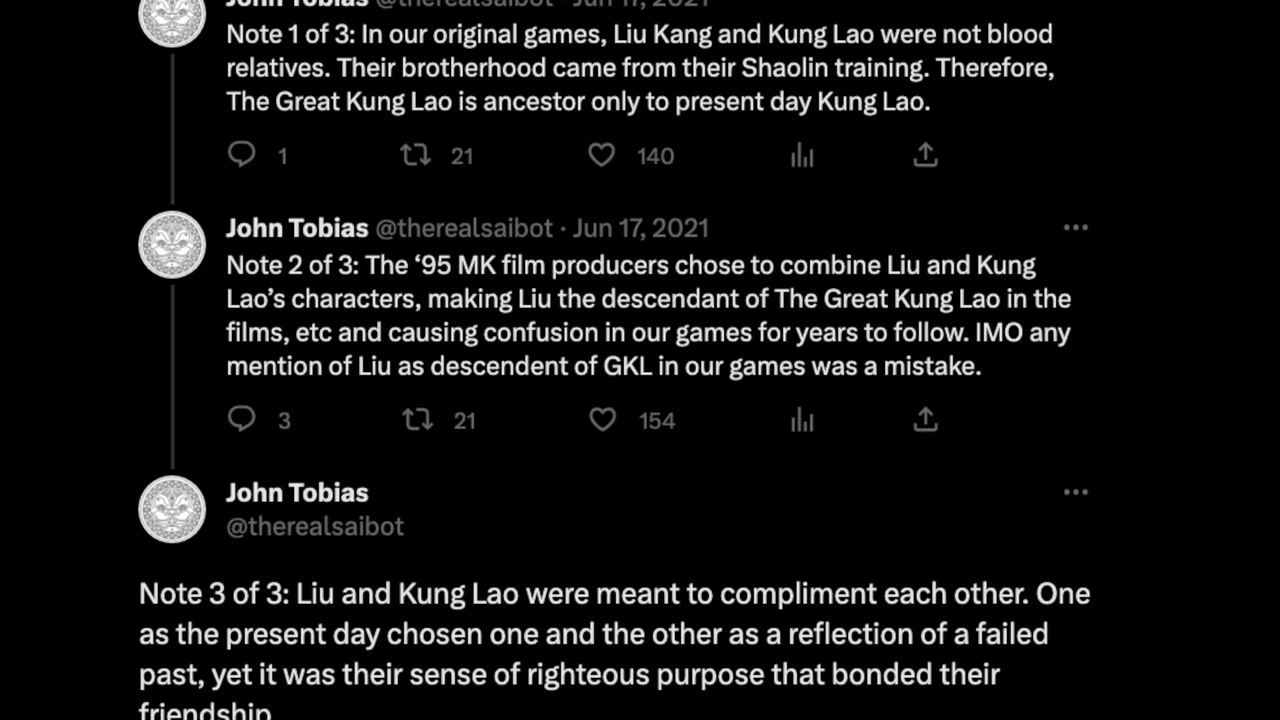 John Tobias @therealsaibot · Jun 17, 2021
Note 1 of 3: In our original games, Liu Kang and Kung Lao were not blood
relatives. Their brotherhood came from their Shaolin training. Therefore,
The Great Kung Lao is ancestor only to present day Kung Lao.
1 21 140
John Tobias @therealsaibot · Jun 17, 2021
Note 2 of 3: The ‘95 MK film producers chose to combine Liu and Kung
Lao’s characters, making Liu the descendant of The Great Kung Lao in the
films, etc and causing confusion in our games for years to follow. IMO any
mention of Liu as descendent of GKL in our games was a mistake.
3 21 154
John Tobias
@therealsaibot
Note 3 of 3: Liu and Kung Lao were meant to compliment each other. One
as the present day chosen one and the other as a reflection of a failed
past, yet it was their sense of righteous purpose that bonded their
friendship.